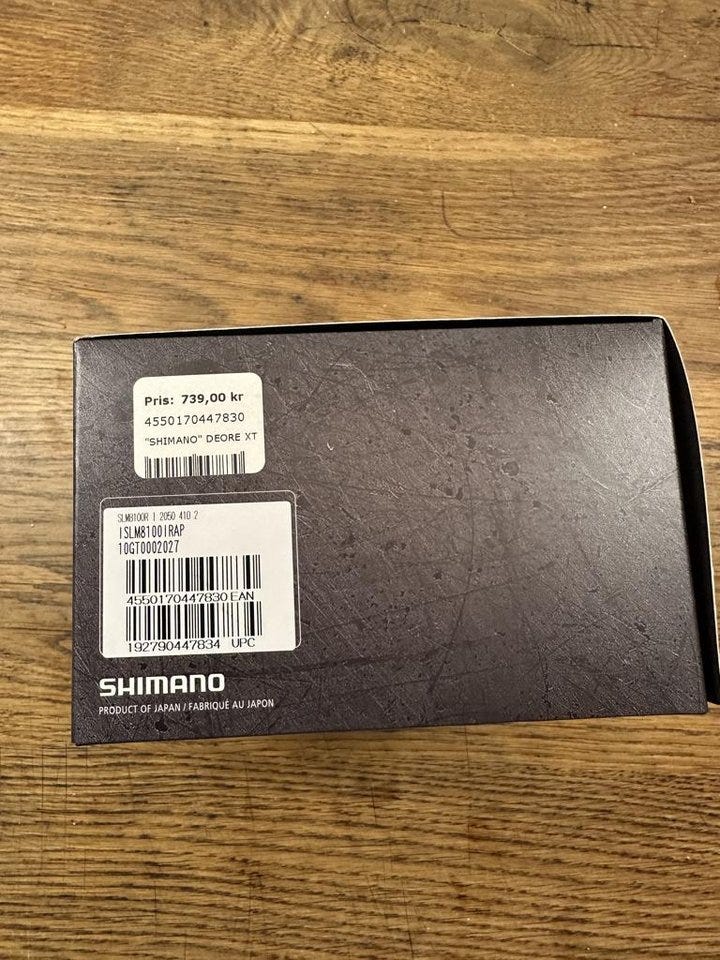 Pris: 739,00 kr
4550170447830
"SHIMANO" DEORE XT
SLM8100R I 2050 410 2
ISLM8100IRAP
10GT0002027
4550170447830 EAN
192790447834 UPC
SHIMANO
PRODUCT OF JAPAN / FABRIQUÉ AU JAPON